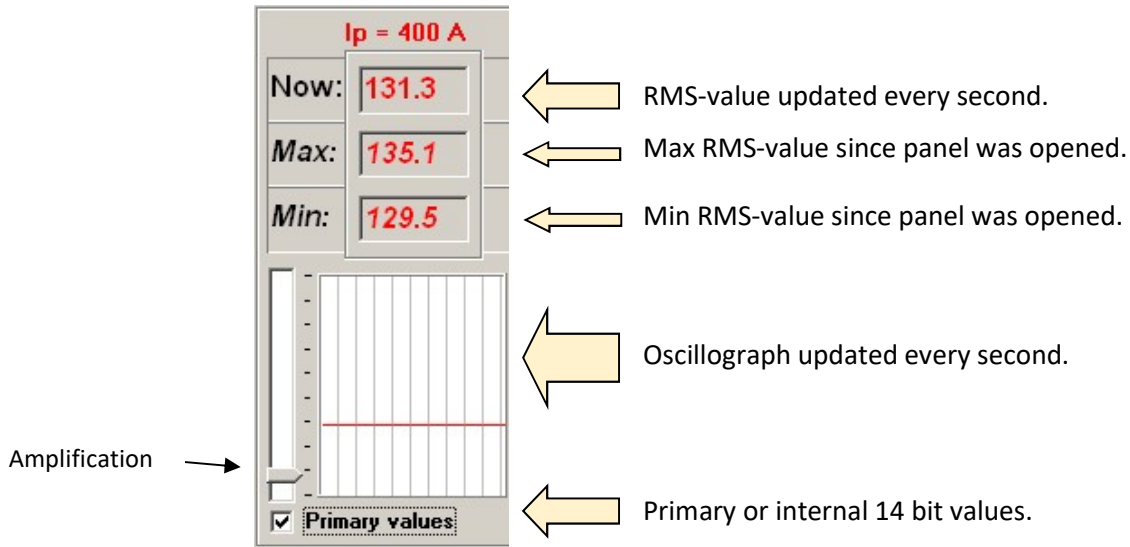 Ip = 400 A
Now: 131.3
RMS-value updated every second.
Max: 135.1
Max RMS-value since panel was opened.
Min: 129.5
Min RMS-value since panel was opened.
Oscillograph updated every second.
Amplification
Primary values
Primary or internal 14 bit values.